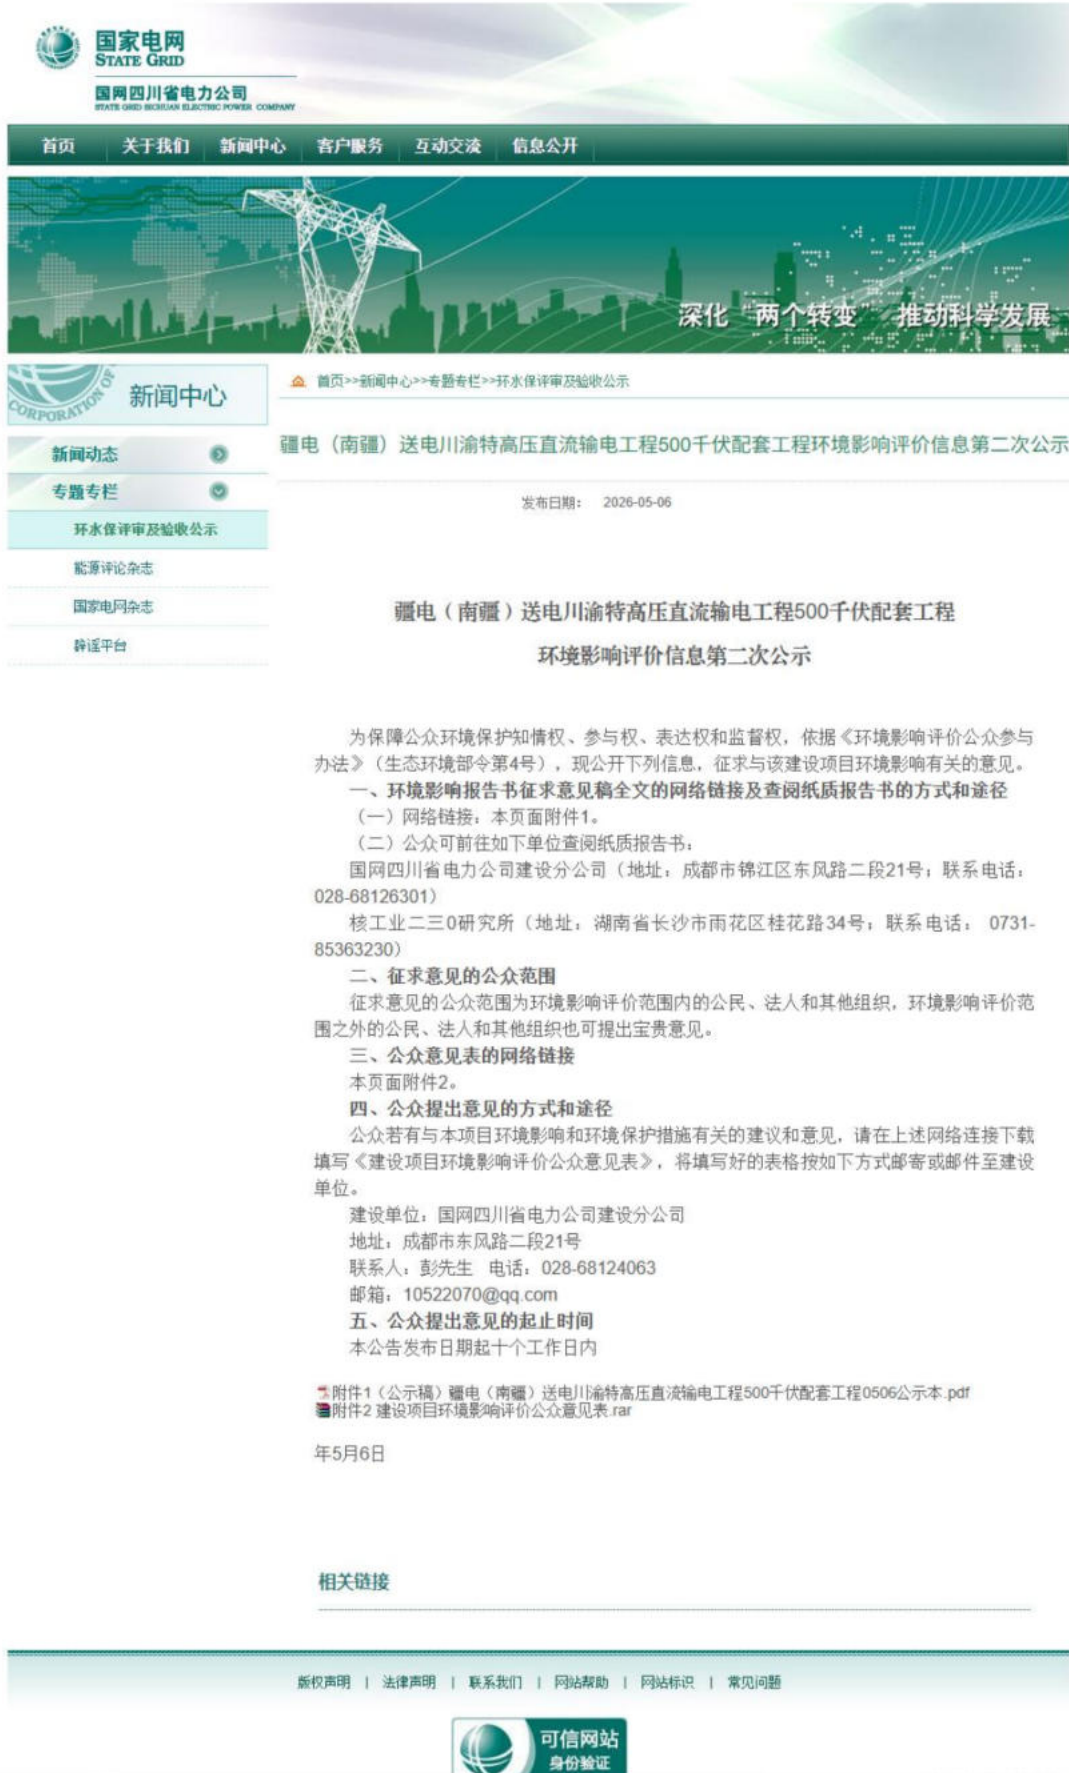 国家电网
STATE GRID
国网四川省电力公司
STATE GRID SICHUAN ELECTRIC POWER COMPANY
首页 关于我们 新闻中心 客户服务 互动交流 信息公开
深化“两个转变” 推动科学发展
CORPORATION OF
新闻中心
新闻动态
专题专栏
环水保评审及验收公示
能源评论杂志
国家电网杂志
辟谣平台
首页>>新闻中心>>专题专栏>>环水保评审及验收公示
疆电（南疆）送电川渝特高压直流输电工程500千伏配套工程环境影响评价信息第二次公示
发布日期： 2026-05-06
疆电（南疆）送电川渝特高压直流输电工程500千伏配套工程
环境影响评价信息第二次公示
为保障公众环境保护知情权、参与权、表达权和监督权，依据《环境影响评价公众参与
办法》（生态环境部令第4号），现公开下列信息，征求与该建设项目环境影响有关的意见。
一、环境影响报告书征求意见稿全文的网络链接及查阅纸质报告书的方式和途径
（一）网络链接：本页面附件1。
（二）公众可前往如下单位查阅纸质报告书：
国网四川省电力公司建设分公司（地址：成都市锦江区东风路二段21号；联系电话：
028-68126301）
核工业二三0研究所（地址：湖南省长沙市雨花区桂花路34号；联系电话： 0731-
85363230）
二、征求意见的公众范围
征求意见的公众范围为环境影响评价范围内的公民、法人和其他组织，环境影响评价范
围之外的公民、法人和其他组织也可提出宝贵意见。
三、公众意见表的网络链接
本页面附件2。
四、公众提出意见的方式和途径
公众若有与本项目环境影响和环境保护措施有关的建议和意见，请在上述网络连接下载
填写《建设项目环境影响评价公众意见表》，将填写好的表格按如下方式邮寄或邮件至建设
单位。
建设单位：国网四川省电力公司建设分公司
地址：成都市东风路二段21号
联系人：彭先生 电话：028-68124063
邮箱：10522070@qq.com
五、公众提出意见的起止时间
本公告发布日期起十个工作日内
附件1（公示稿）疆电（南疆）送电川渝特高压直流输电工程500千伏配套工程0506公示本.pdf
附件2 建设项目环境影响评价公众意见表.rar
年5月6日
相关链接
版权声明 | 法律声明 | 联系我们 | 网站帮助 | 网站标识 | 常见问题
可信网站
身份验证